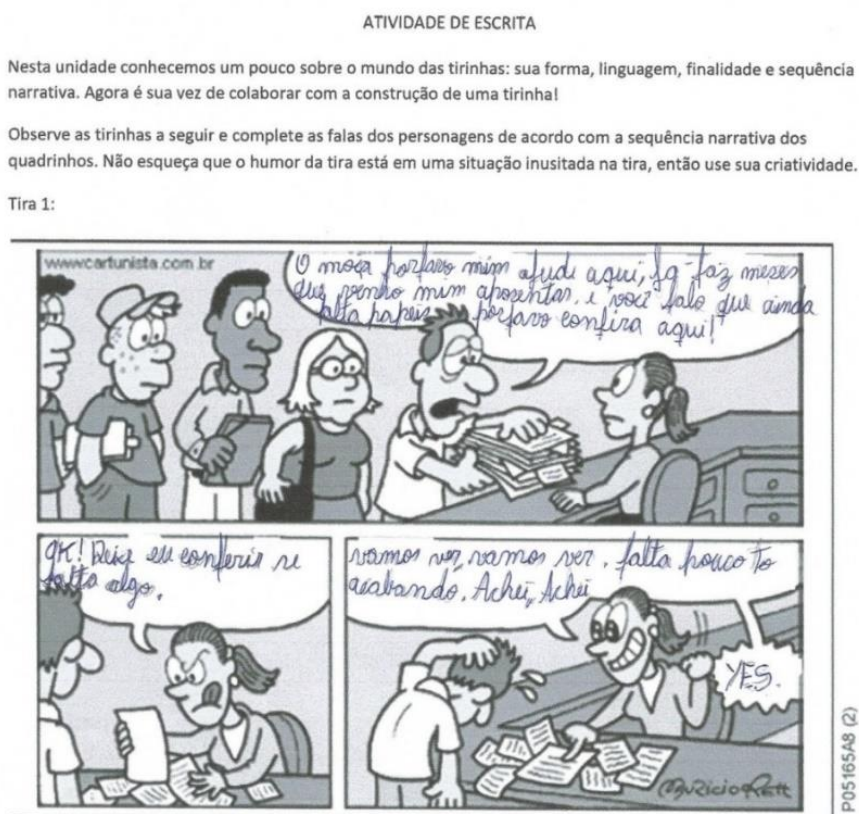 ATIVIDADE DE ESCRITA
Nesta unidade conhecemos um pouco sobre o mundo das tirinhas: sua forma, linguagem, finalidade e sequência
narrativa. Agora é sua vez de colaborar com a construção de uma tirinha!
Observe as tirinhas a seguir e complete as falas dos personagens de acordo com a sequência narrativa dos
quadrinhos. Não esqueça que o humor da tira está em uma situação inusitada na tira, então use sua criatividade.
Tira 1:
www.cartunista.com.br
O moça porfavo mim ajudi aqui, ja faz meses
que venho mim aposentar, e você falo que ainda
falta papeis porfavo confira aqui!
OK! Deixe eu conferir se
falta algo.
vamos ver, vamos ver, falta pouco to
acabando. Achei, Achei
YES.
P05165A8 (2)